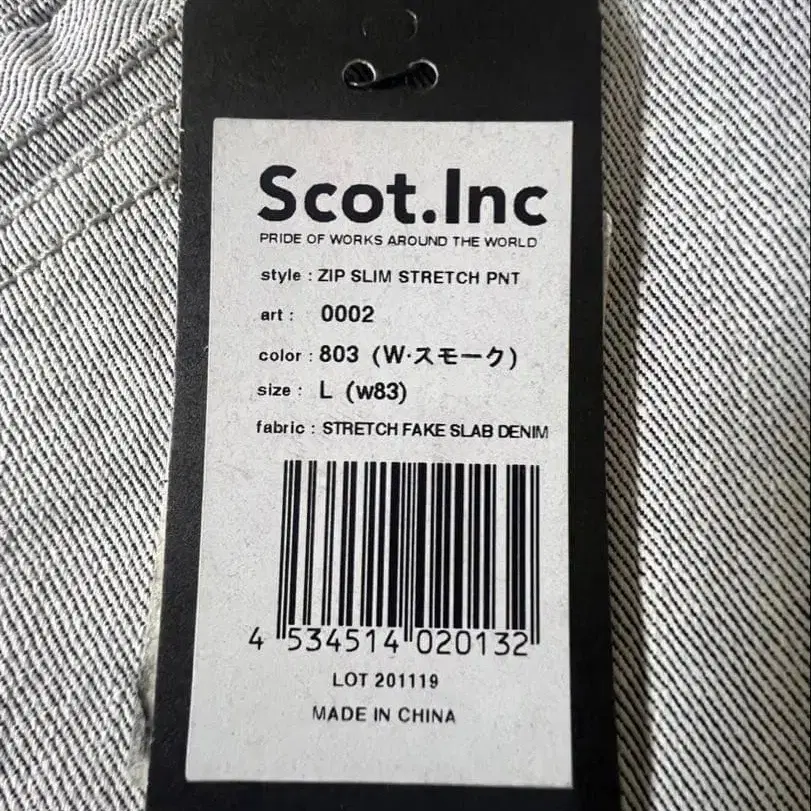 Scot.Inc
PRIDE OF WORKS AROUND THE WORLD
style : ZIP SLIM STRETCH PNT
art : 0002
color : 803 (W・スモーク)
size : L (w83)
fabric : STRETCH FAKE SLAB DENIM
4 534514 020132
LOT 201119
MADE IN CHINA